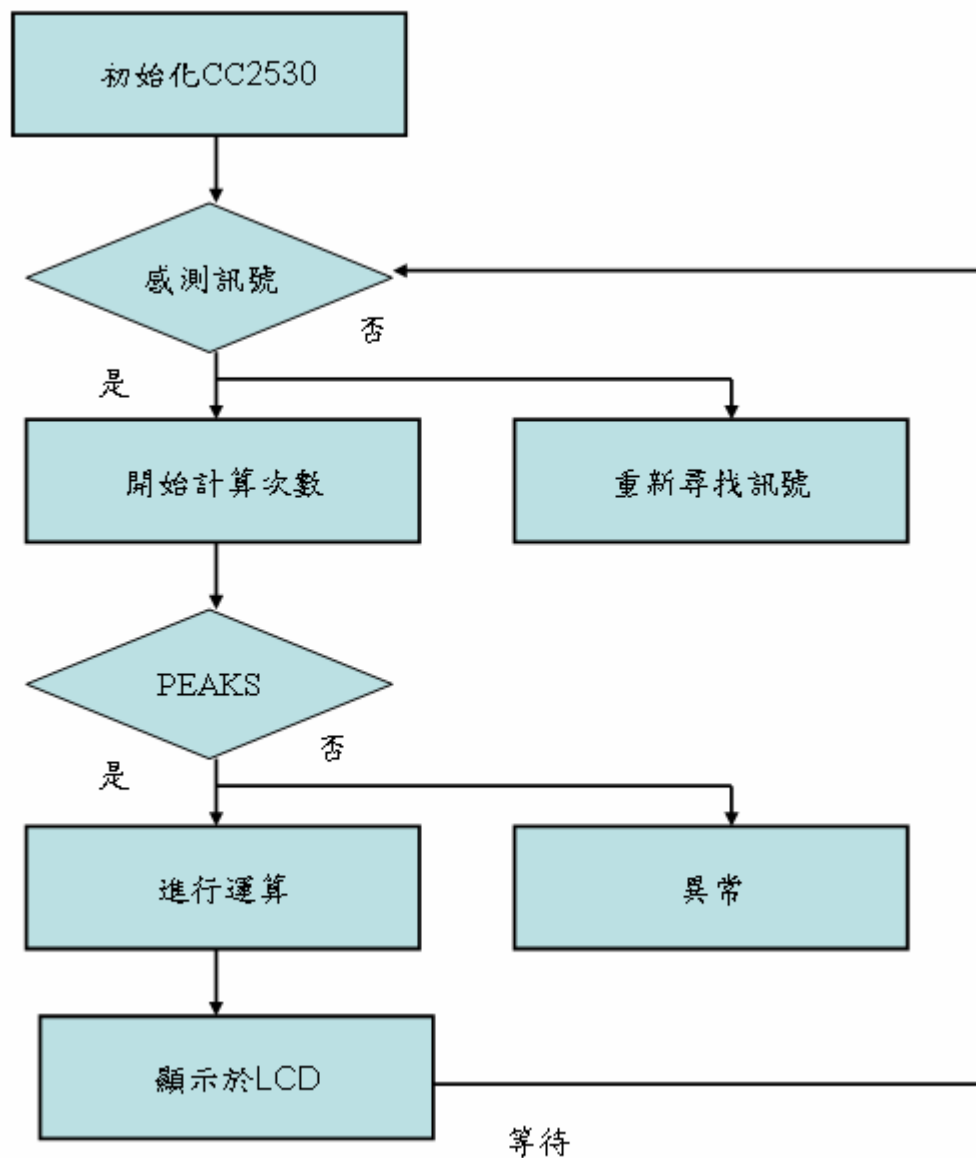 初始化CC2530
感測訊號
否
是
開始計算次數
重新尋找訊號
PEAKS
否
是
進行運算
異常
顯示於LCD
等待